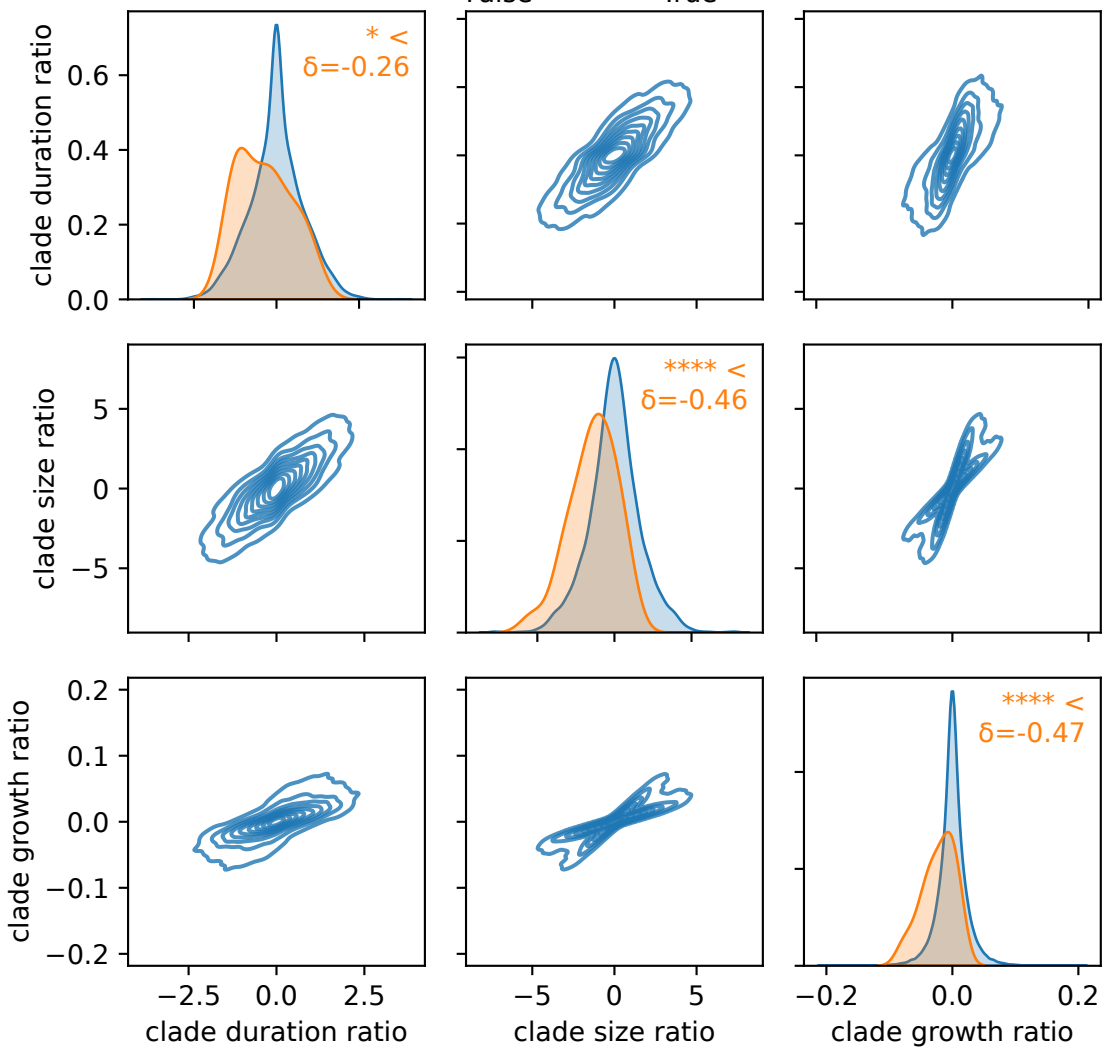 True
clade duration ratio
0.6
0.4
0.2
0.0
* <
δ=-0.26
clade size ratio
5
0
−5
**** <
δ=-0.46
clade growth ratio
0.2
0.1
0.0
−0.1
−0.2
**** <
δ=-0.47
−2.5 0.0 2.5
−5 0 5
−0.2 0.0 0.2
clade duration ratio
clade size ratio
clade growth ratio